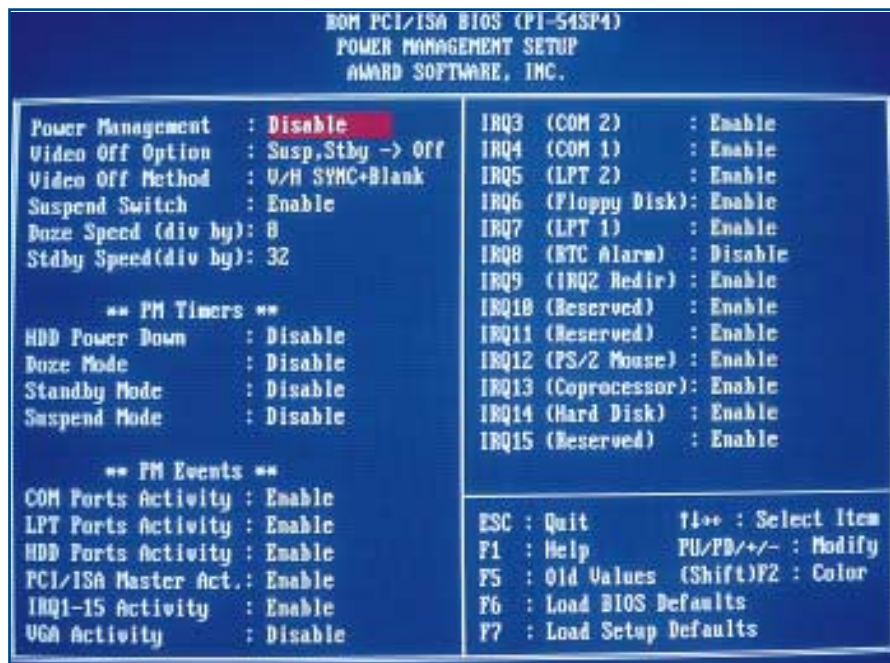 ROM PCI/ISA BIOS (PI-54SP4)
POWER MANAGEMENT SETUP
AWARD SOFTWARE, INC.
Power Management : Disable
Video Off Option : Susp,Stby -> Off
Video Off Method : V/H SYNC+Blank
Suspend Switch : Enable
Doze Speed (div by): 8
Stdby Speed(div by): 32
** PM Timers **
HDD Power Down : Disable
Doze Mode : Disable
Standby Mode : Disable
Suspend Mode : Disable
** PM Events **
COM Ports Activity : Enable
LPT Ports Activity : Enable
HDD Ports Activity : Enable
PCI/ISA Master Act.: Enable
IRQ1-15 Activity : Enable
VGA Activity : Disable
IRQ3 (COM 2) : Enable
IRQ4 (COM 1) : Enable
IRQ5 (LPT 2) : Enable
IRQ6 (Floppy Disk): Enable
IRQ7 (LPT 1) : Enable
IRQ8 (RTC Alarm) : Disable
IRQ9 (IRQ2 Redir) : Enable
IRQ10 (Reserved) : Enable
IRQ11 (Reserved) : Enable
IRQ12 (PS/2 Mouse) : Enable
IRQ13 (Coprocessor): Enable
IRQ14 (Hard Disk) : Enable
IRQ15 (Reserved) : Enable
ESC : Quit ↑↓→← : Select Item
F1 : Help PU/PD/+/- : Modify
F5 : Old Values (Shift)F2 : Color
F6 : Load BIOS Defaults
F7 : Load Setup Defaults